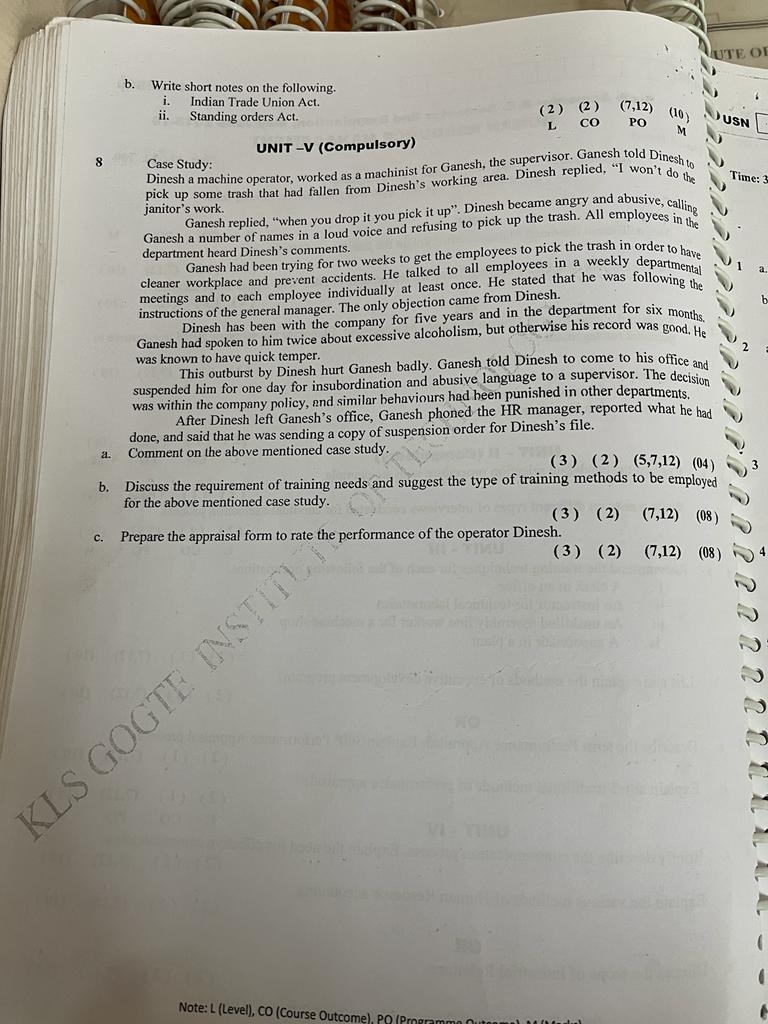 UTE OF
b. Write short notes on the following.
i. Indian Trade Union Act.
ii. Standing orders Act.
(2) (2) (7,12) (10)
L CO PO M
USN
UNIT –V (Compulsory)
8 Case Study:
Dinesh a machine operator, worked as a machinist for Ganesh, the supervisor. Ganesh told Dinesh to
pick up some trash that had fallen from Dinesh's working area. Dinesh replied, "I won't do the
janitor's work.
Ganesh replied, "when you drop it you pick it up". Dinesh became angry and abusive, calling
Ganesh a number of names in a loud voice and refusing to pick up the trash. All employees in the
department heard Dinesh's comments.
Ganesh had been trying for two weeks to get the employees to pick the trash in order to have
cleaner workplace and prevent accidents. He talked to all employees in a weekly departmental
meetings and to each employee individually at least once. He stated that he was following the
instructions of the general manager. The only objection came from Dinesh.
Dinesh has been with the company for five years and in the department for six months.
Ganesh had spoken to him twice about excessive alcoholism, but otherwise his record was good. He
was known to have quick temper.
This outburst by Dinesh hurt Ganesh badly. Ganesh told Dinesh to come to his office and
suspended him for one day for insubordination and abusive language to a supervisor. The decision
was within the company policy, and similar behaviours had been punished in other departments.
After Dinesh left Ganesh's office, Ganesh phoned the HR manager, reported what he had
done, and said that he was sending a copy of suspension order for Dinesh's file.
a. Comment on the above mentioned case study.
(3) (2) (5,7,12) (04)
b. Discuss the requirement of training needs and suggest the type of training methods to be employed
for the above mentioned case study.
(3) (2) (7,12) (08)
c. Prepare the appraisal form to rate the performance of the operator Dinesh.
(3) (2) (7,12) (08)
KLS GOGTE INSTITUTE OF
Time: 3
1 a.
b
2
3
4
Note: L (Level), CO (Course Outcome), PO (Programme